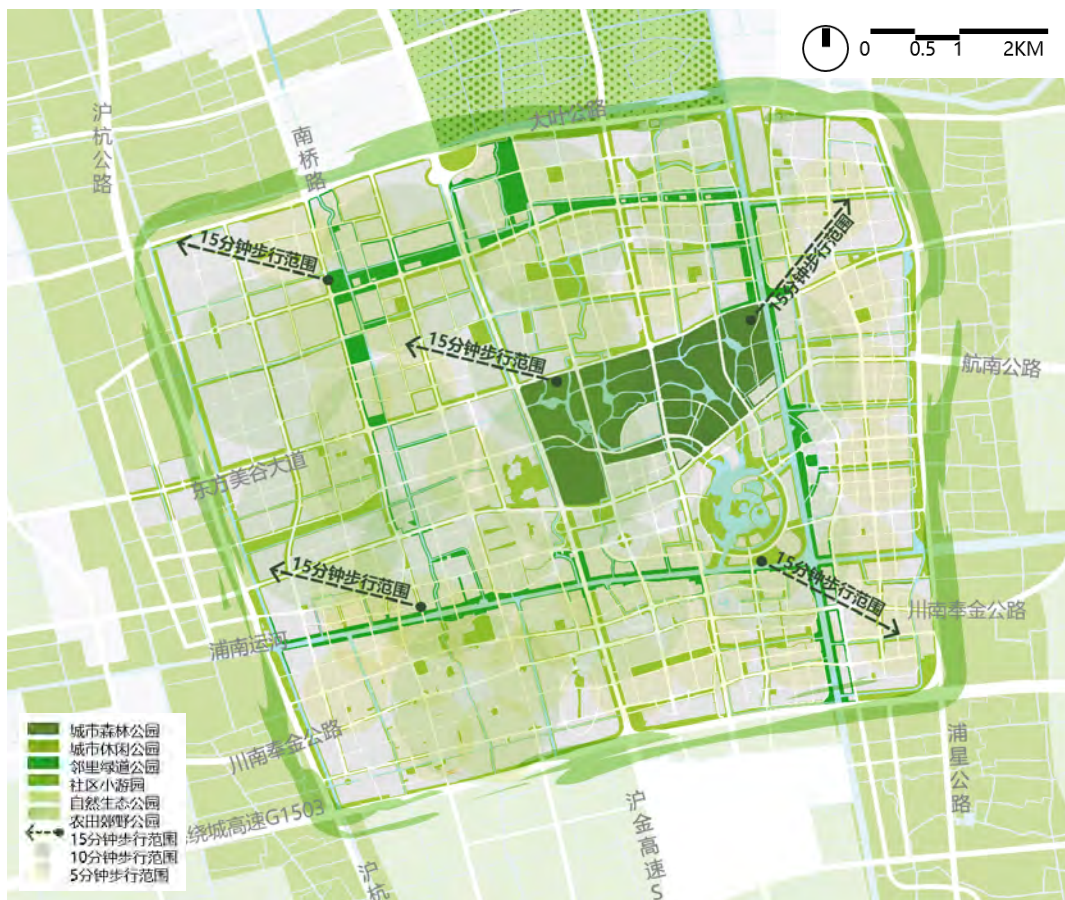 0 0.5 1 2KM
大叶公路
沪杭公路
南桥路
15分钟步行范围
15分钟步行范围
15分钟步行范围
航南公路
东方美谷大道
15分钟步行范围
15分钟步行范围
川南奉金公路
浦南运河
川南奉金公路
浦星公路
绕城高速G1503
沪金高速S
沪杭
城市森林公园
城市休闲公园
邻里绿道公园
社区小游园
自然生态公园
农田郊野公园
15分钟步行范围
10分钟步行范围
5分钟步行范围